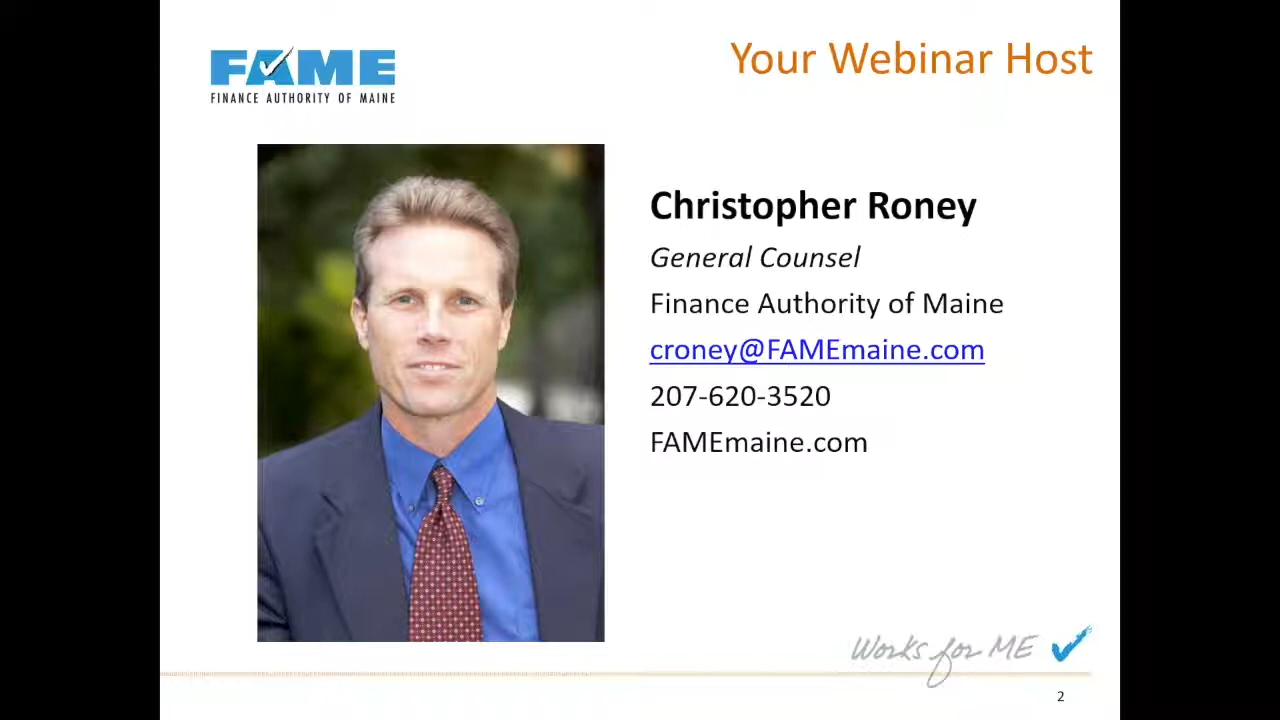 FAME
FINANCE AUTHORITY OF MAINE
Your Webinar Host
Christopher Roney
General Counsel
Finance Authority of Maine
croney@FAMEmaine.com
207-620-3520
FAMEmaine.com
Works for ME
2